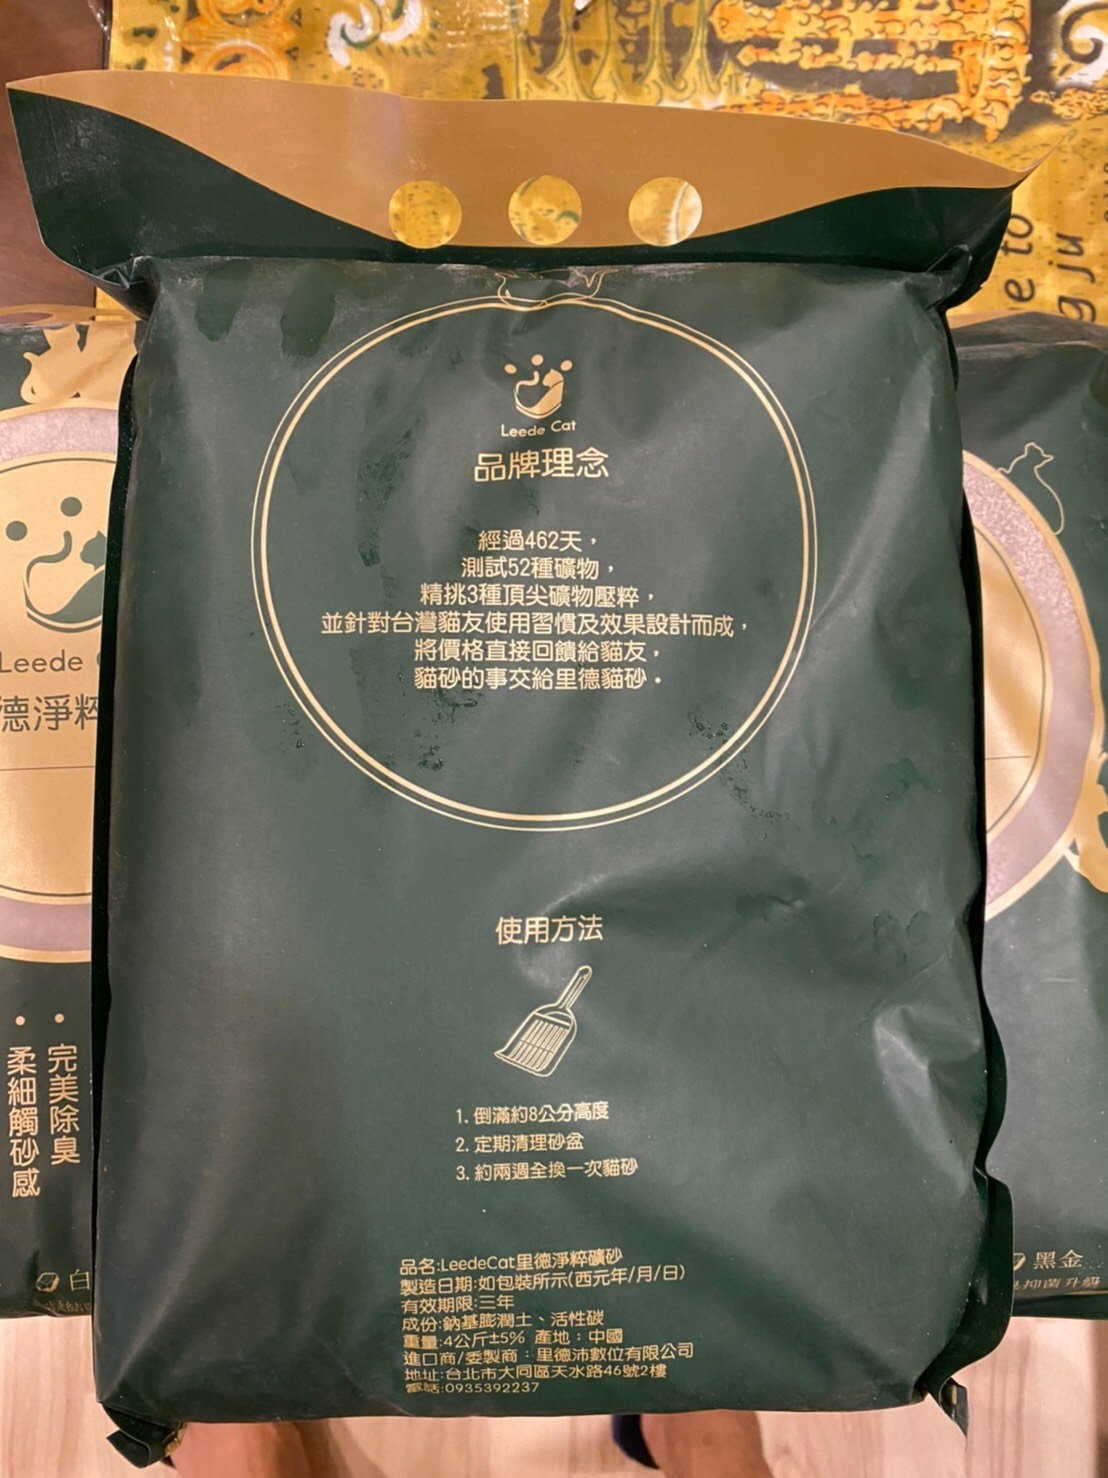 e to
g ju
Leede Cat
品牌理念
經過462天，
測試52種礦物，
精挑3種頂尖礦物壓粹，
並針對台灣貓友使用習慣及效果設計而成，
將價格直接回饋給貓友，
貓砂的事交給里德貓砂。
使用方法
1. 倒滿約8公分高度
2. 定期清理砂盆
3. 約兩週全換一次貓砂
品名:LeedeCat里德淨粹礦砂
製造日期:如包裝所示(西元年/月/日)
有效期限:三年
成份:鈉基膨潤土、活性碳
重量:4公斤±5% 產地：中國
進口商/委製商：里德沛數位有限公司
地址:台北市大同區天水路46號2樓
電話:0935392237
Leede
德淨粹
・完美除臭
・柔細觸砂感
白
黑金
抑菌升級